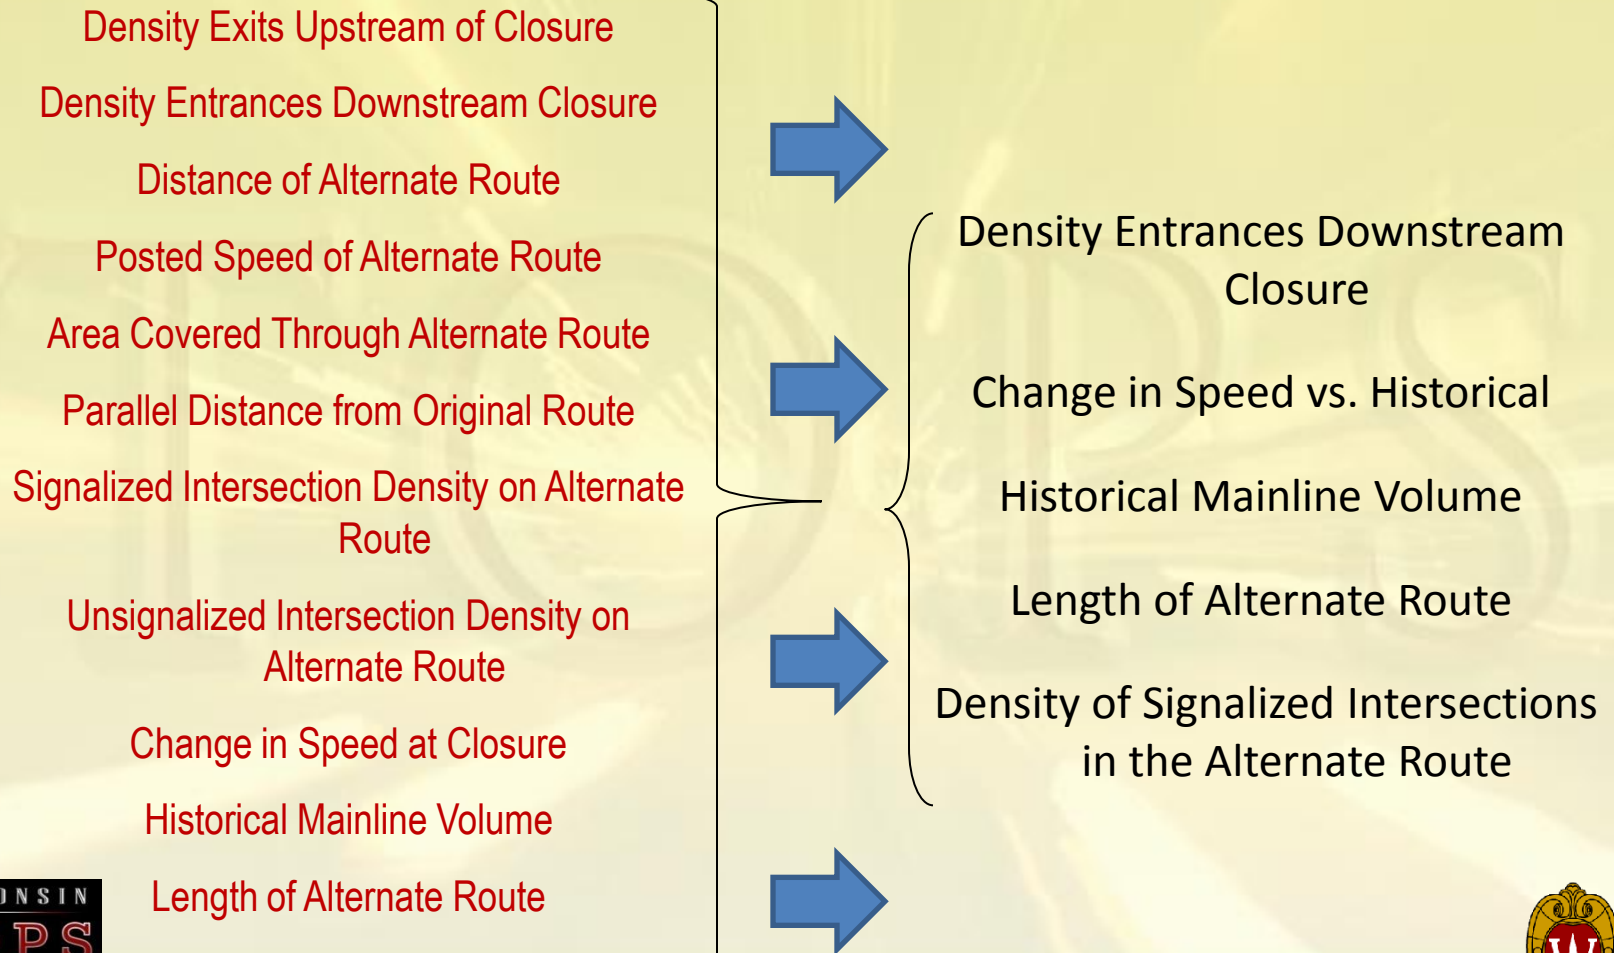 Density Exits Upstream of Closure
Density Entrances Downstream Closure
Distance of Alternate Route
Posted Speed of Alternate Route
Area Covered Through Alternate Route
Parallel Distance from Original Route
Signalized Intersection Density on Alternate
Route
Unsignalized Intersection Density on
Alternate Route
Change in Speed at Closure
Historical Mainline Volume
Length of Alternate Route
Density Entrances Downstream
Closure
Change in Speed vs. Historical
Historical Mainline Volume
Length of Alternate Route
Density of Signalized Intersections
in the Alternate Route
TOPS
ONSIN
PS
W